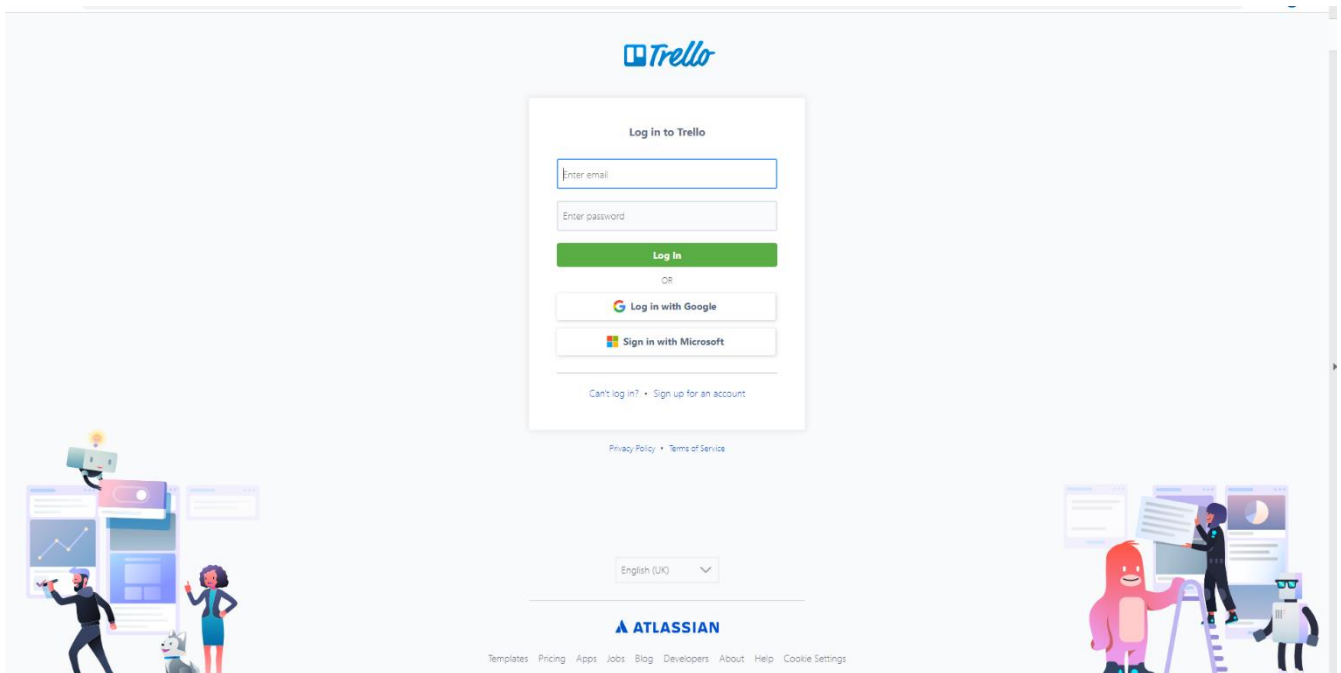 Trello
Log in to Trello
Enter email
Enter password
Log In
OR
Log in with Google
Sign in with Microsoft
Can't log in? • Sign up for an account
Privacy Policy • Terms of Service
English (UK)
ATLASSIAN
Templates Pricing Apps Jobs Blog Developers About Help Cookie Settings